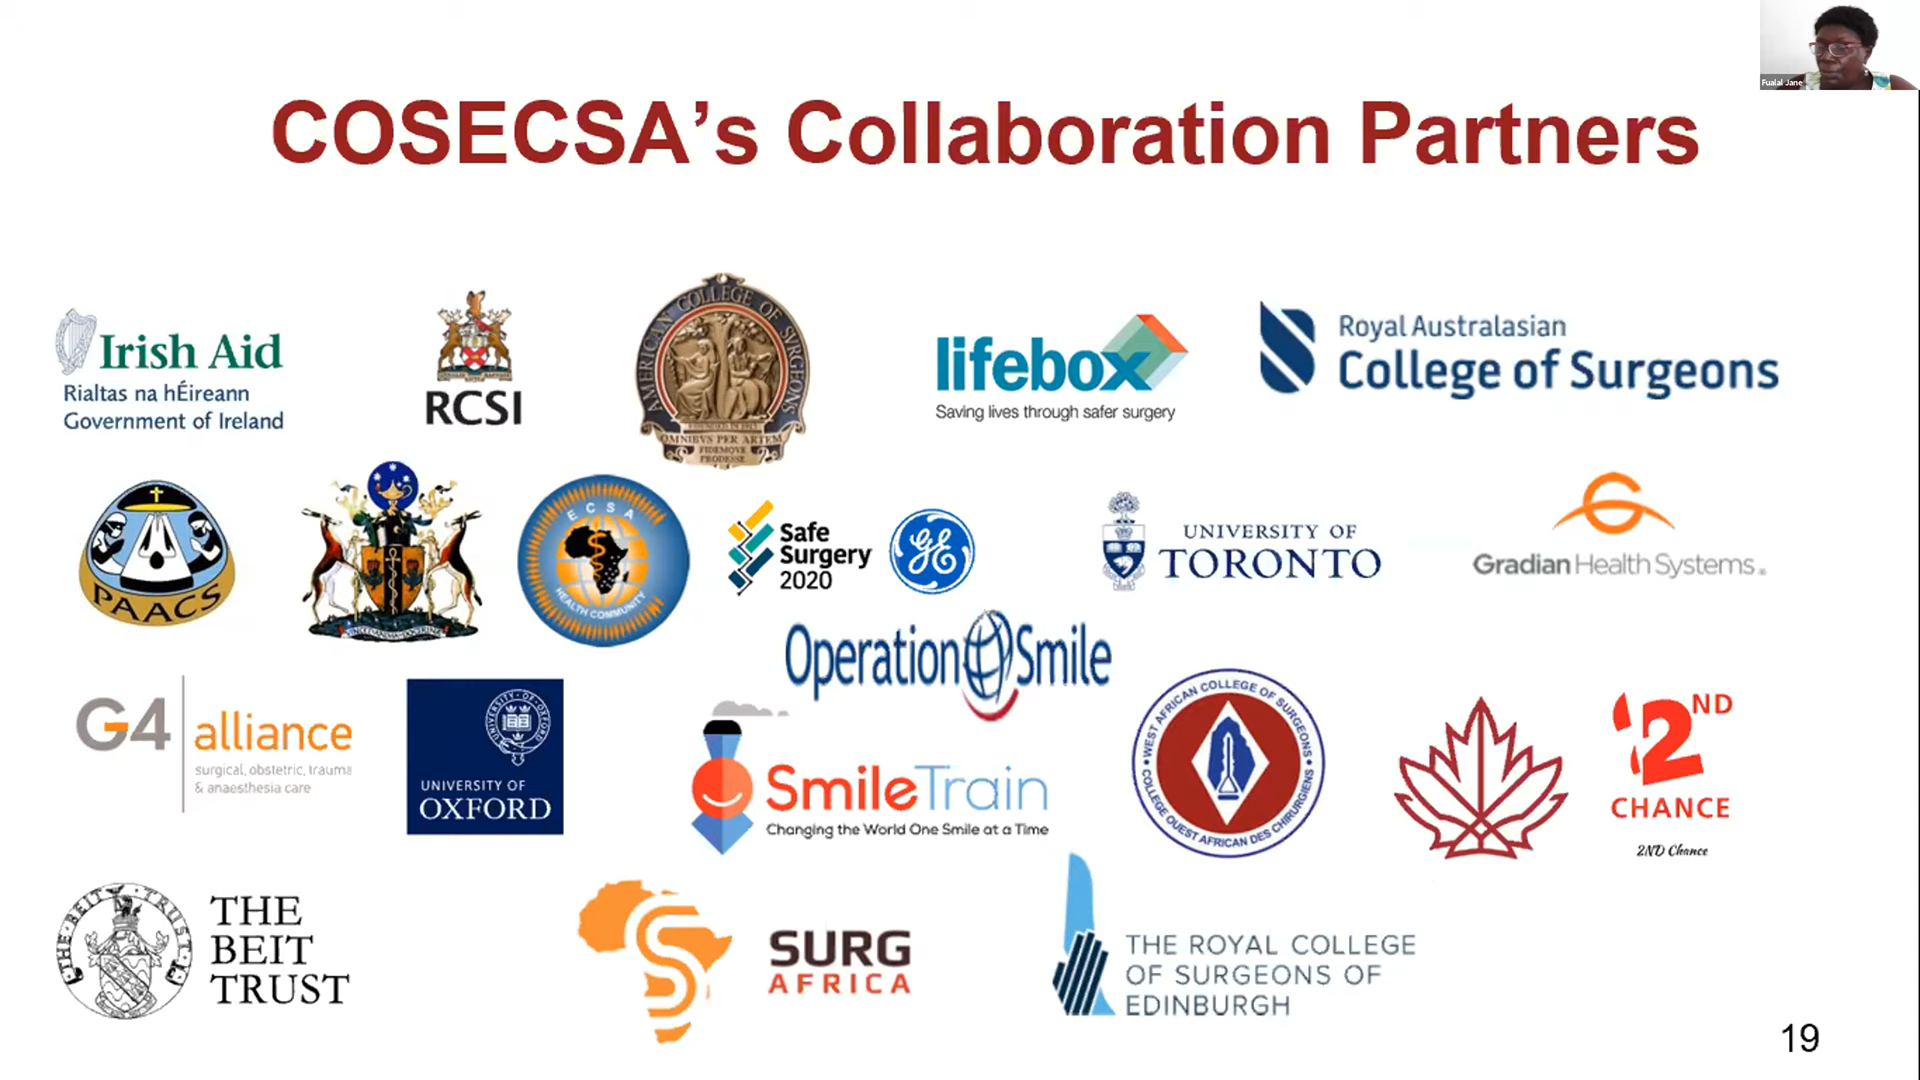 Fualal Jane
COSECSA’s Collaboration Partners
Irish Aid
Rialtas na hÉireann
Government of Ireland
RCSI
AMERICAN COLLEGE OF SURGEONS
OMNIBVS PER ARTEM
FIDEMQVE
PRODESSE
lifebox
Saving lives through safer surgery
Royal Australasian
College of Surgeons
PAACS
ECSA
HEALTH COMMUNITY
Safe
Surgery
2020
GE
UNIVERSITY OF
TORONTO
Gradian Health Systems
Operation Smile
G4 alliance
surgical, obstetric, trauma
& anaesthesia care
UNIVERSITY OF OXFORD
UNIVERSITY OF
OXFORD
SmileTrain
Changing the World One Smile at a Time
WEST AFRICAN COLLEGE OF SURGEONS
COLLEGE OUEST AFRICAN DES CHIRURGIENS
2ND
CHANCE
2ND Chance
THE BEIT TRUST
THE
BEIT
TRUST
SURG
AFRICA
THE ROYAL COLLEGE
OF SURGEONS OF
EDINBURGH
19